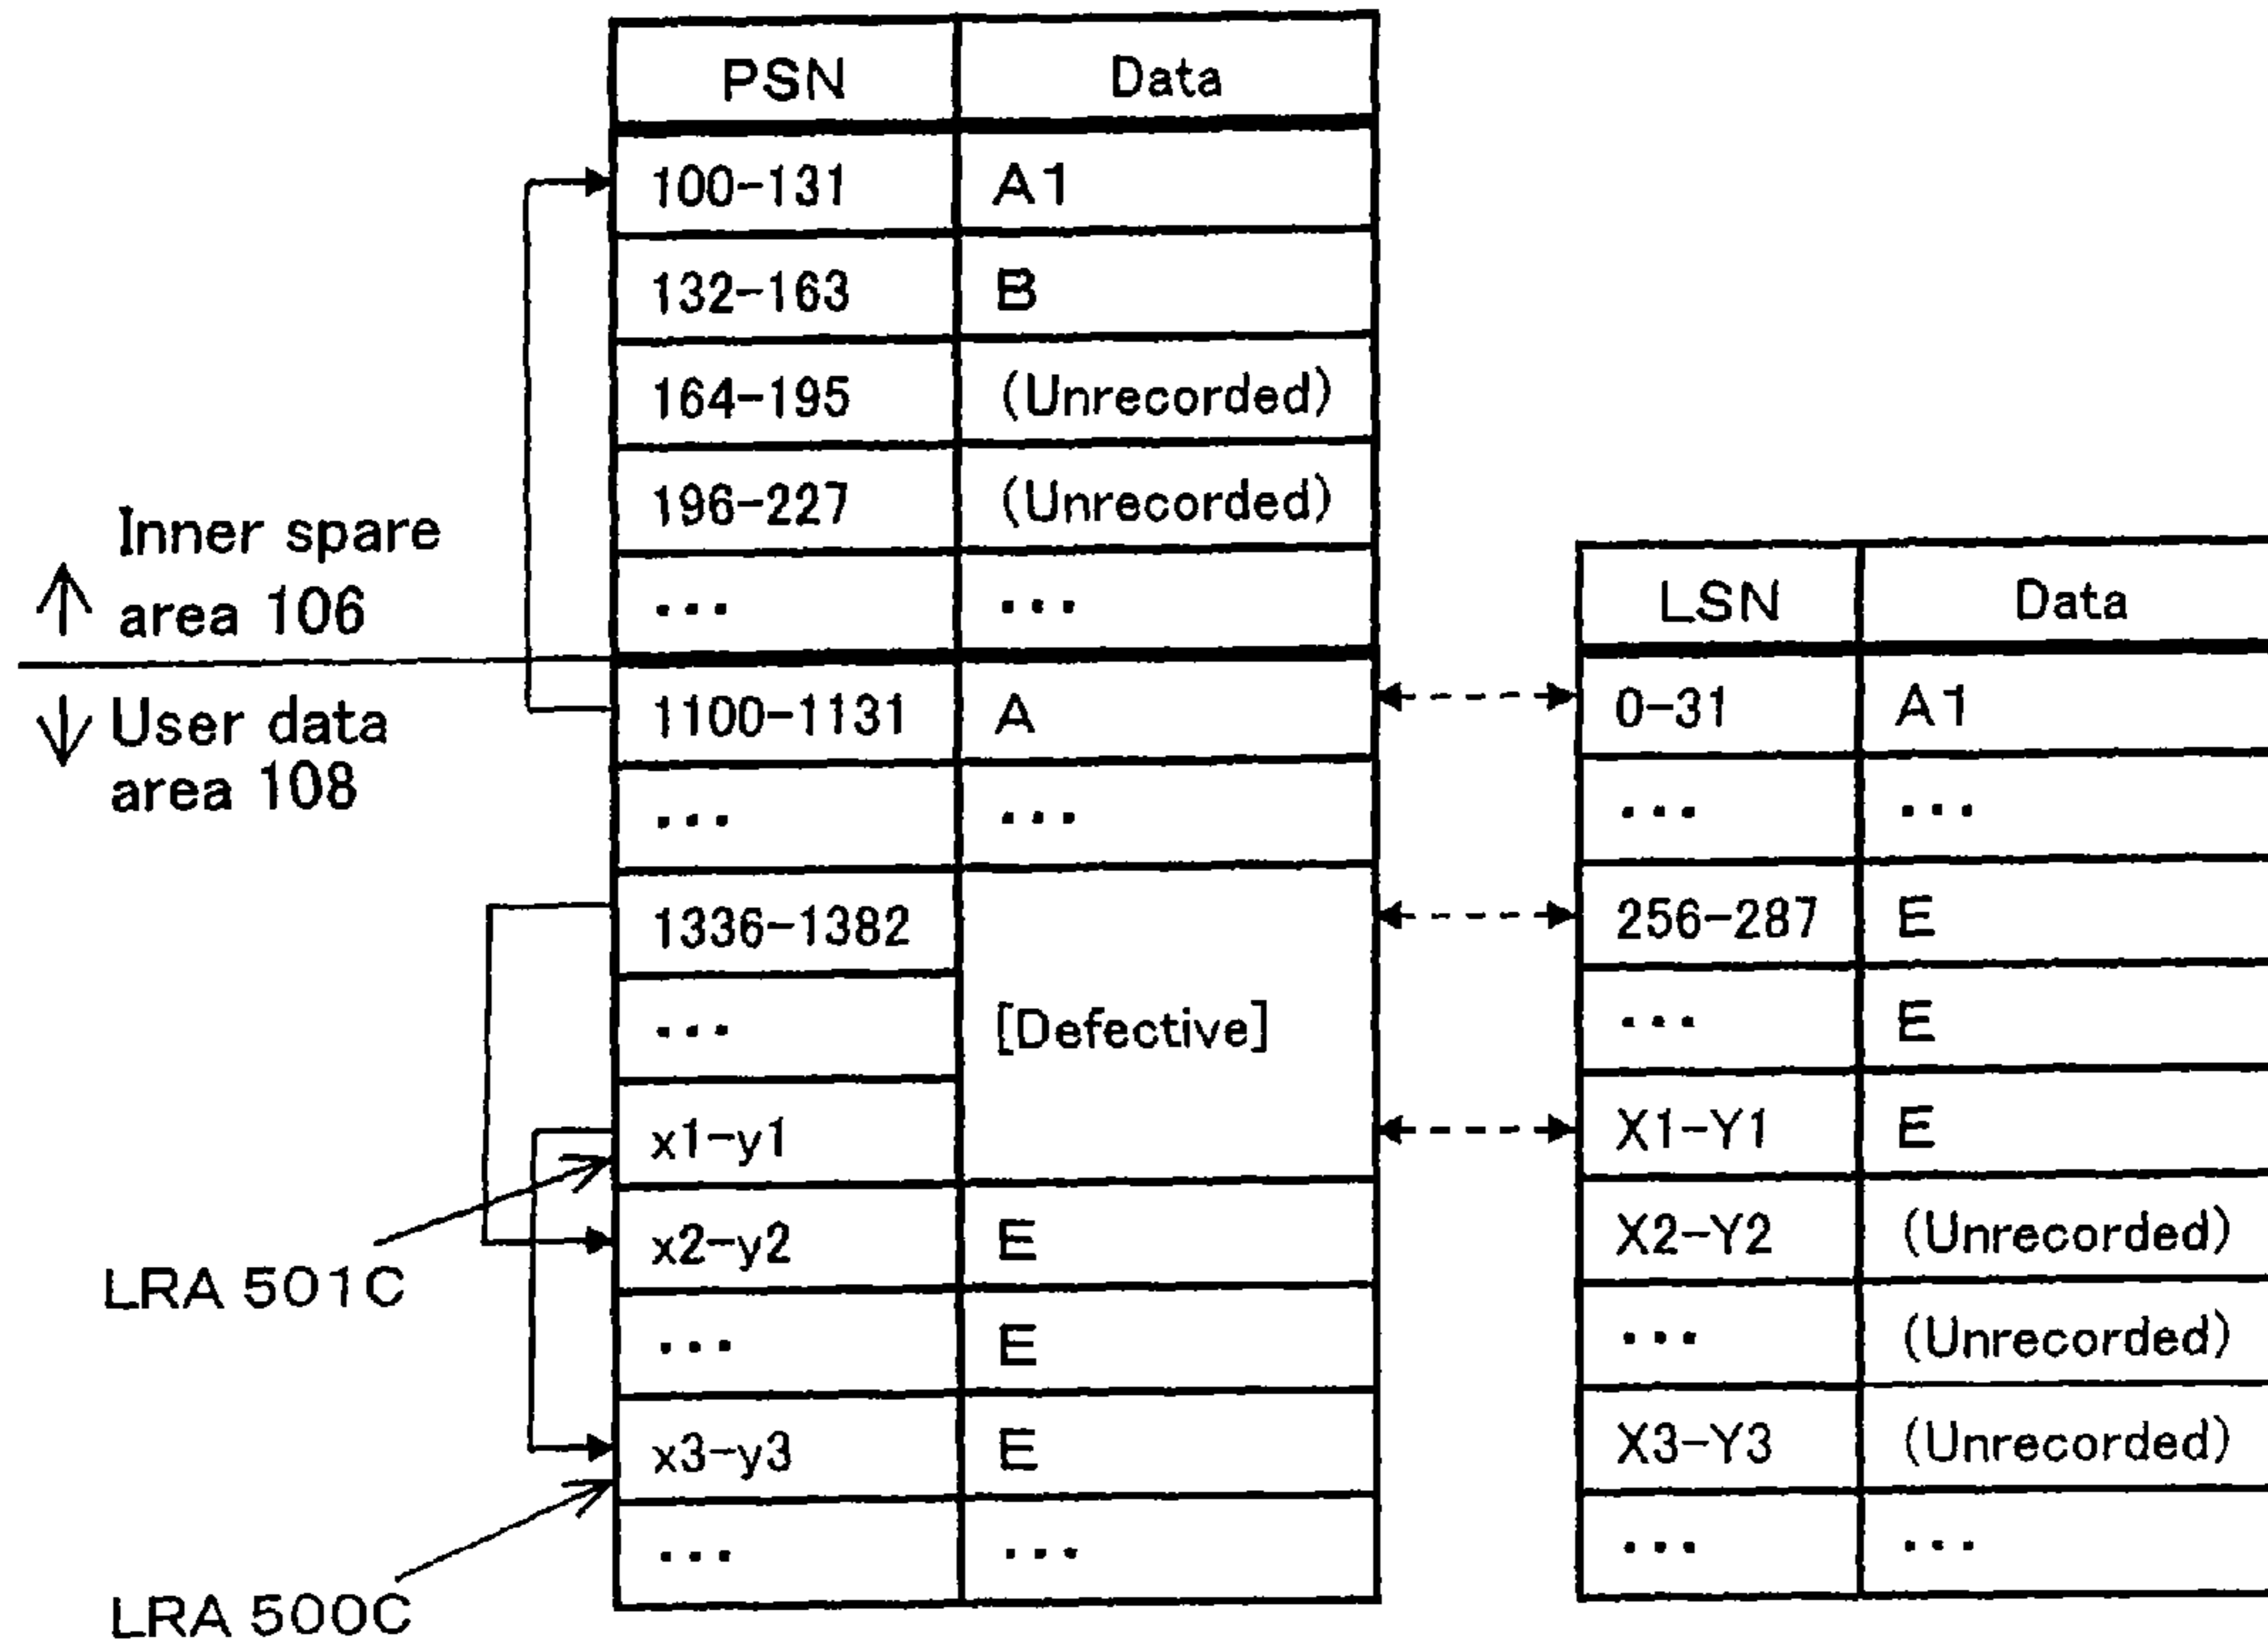 PSN Data
100-131 A1
132-163 B
164-195 (Unrecorded)
196-227 (Unrecorded)
... ...
1100-1131 A
... ...
1336-1382
...
[Defective]
x1-y1
x2-y2 E
... E
x3-y3 E
... ...
Inner spare
area 106
User data
area 108
LRA 501C
LRA 500C
LSN Data
0-31 A1
... ...
256-287 E
... E
X1-Y1 E
X2-Y2 (Unrecorded)
... (Unrecorded)
X3-Y3 (Unrecorded)
... ...